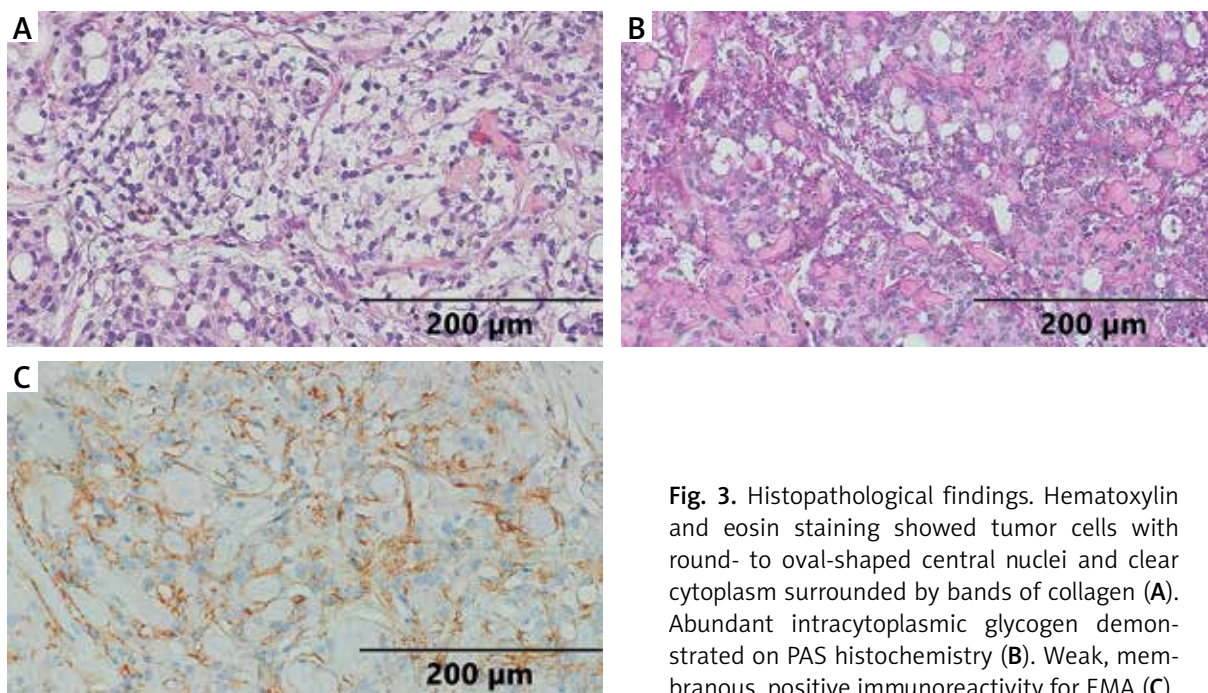 A
B
200 µm
200 µm
C
200 µm
Fig. 3. Histopathological findings. Hematoxylin
and eosin staining showed tumor cells with
round- to oval-shaped central nuclei and clear
cytoplasm surrounded by bands of collagen (A).
Abundant intracytoplasmic glycogen demon-
strated on PAS histochemistry (B). Weak, mem-
branous, positive immunoreactivity for EMA (C).